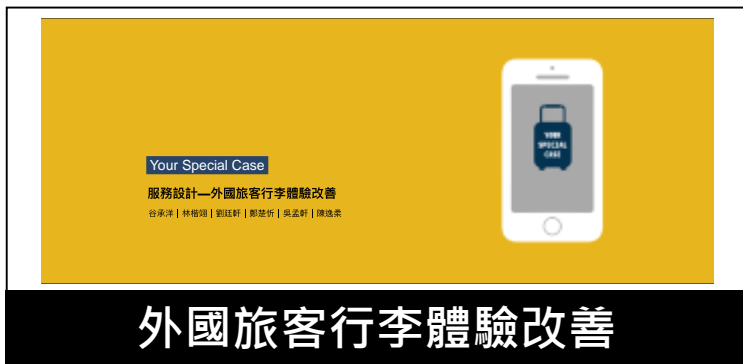 YOUR
SPECIAL
CASE
Your Special Case
服務設計—外國旅客行李體驗改善
谷承洋 | 林楷翊 | 劉廷軒 | 鄭楚忻 | 吳孟軒 | 陳逸柔
外國旅客行李體驗改善